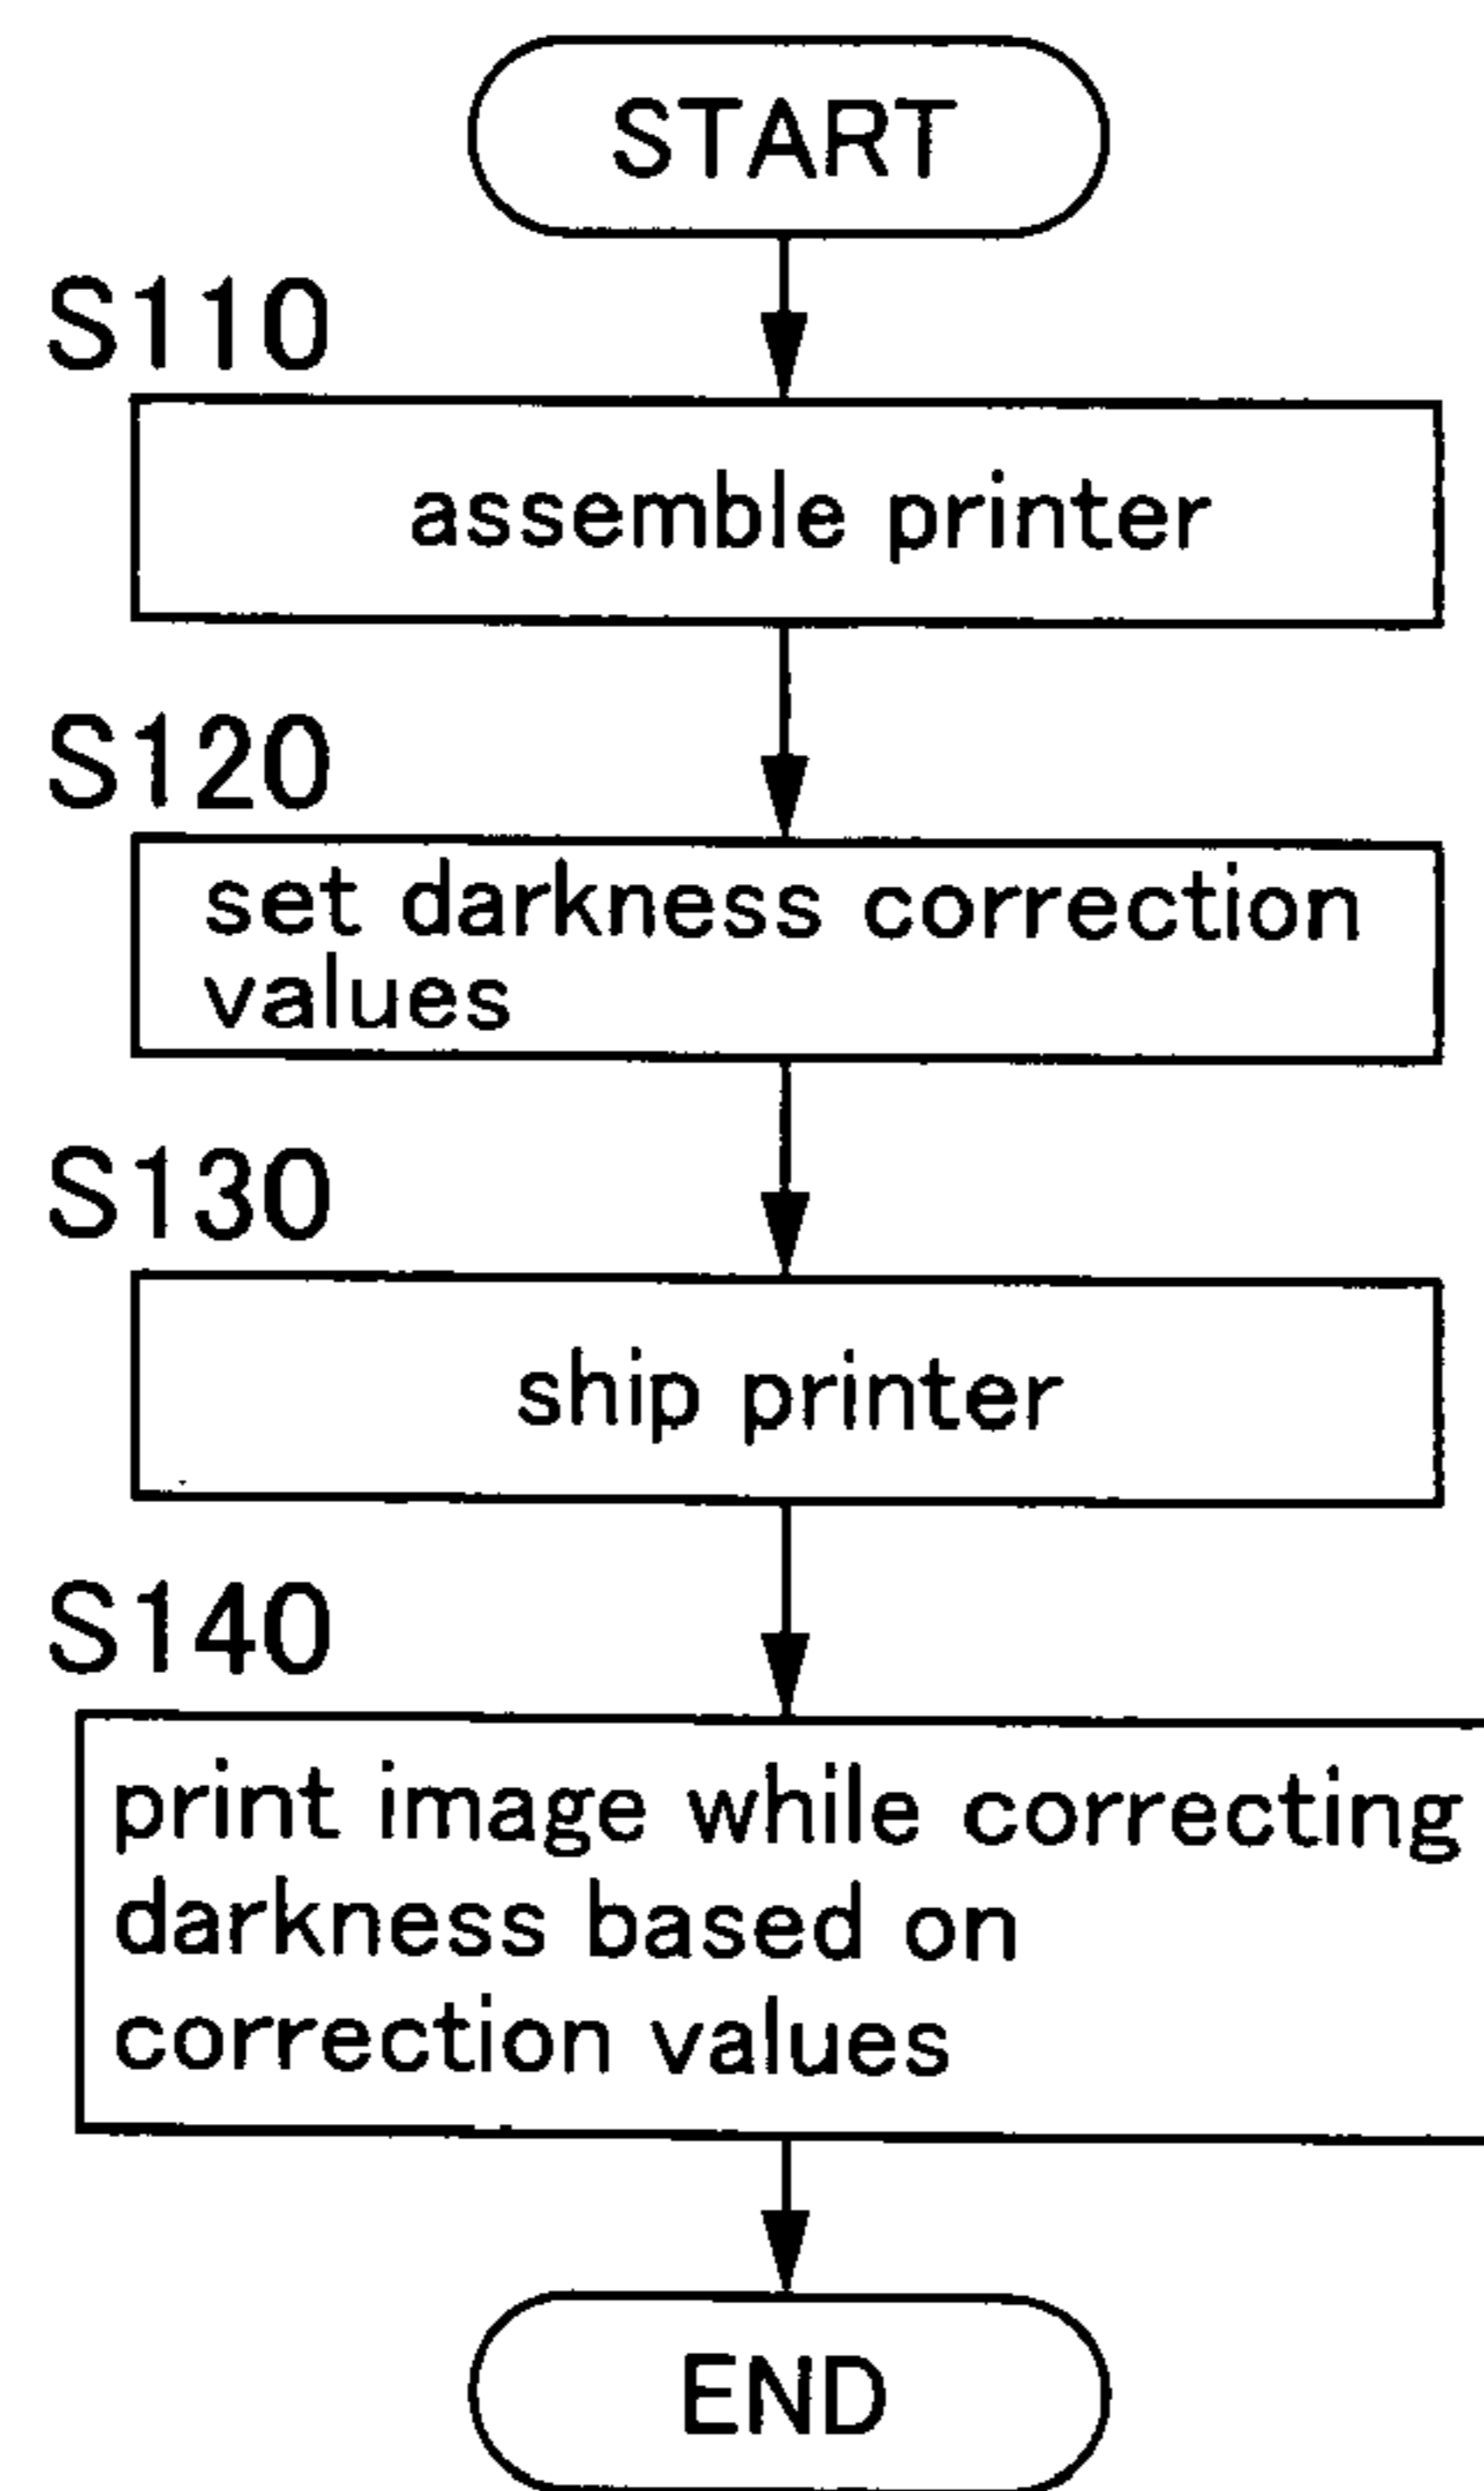 START
S110
assemble printer
S120
set darkness correction
values
S130
ship printer
S140
print image while correcting
darkness based on
correction values
END